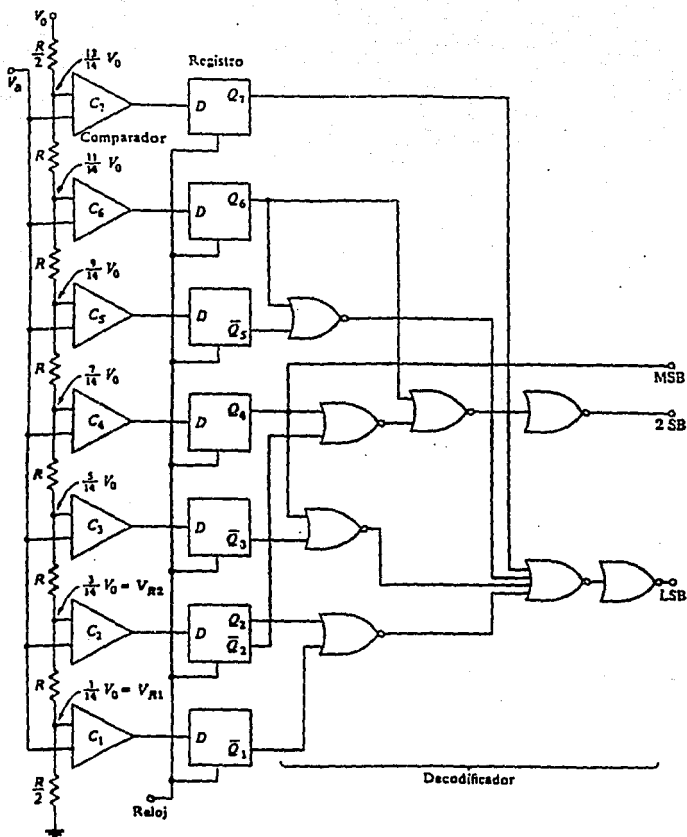 V₀
R/2
Vₐ
13/14 V₀
C₇
Comparador
Registro
D Q₇
R
11/14 V₀
C₆
D Q₆
R
9/14 V₀
C₅
D Q̅₅
R
7/14 V₀
C₄
D Q₄
MSB
2 SB
R
5/14 V₀
C₃
D Q̅₃
R
3/14 V₀ = V_R2
C₂
D Q₂
Q̅₂
LSB
R
1/14 V₀ = V_R1
C₁
D Q̅₁
R/2
Reloj
Decodificador